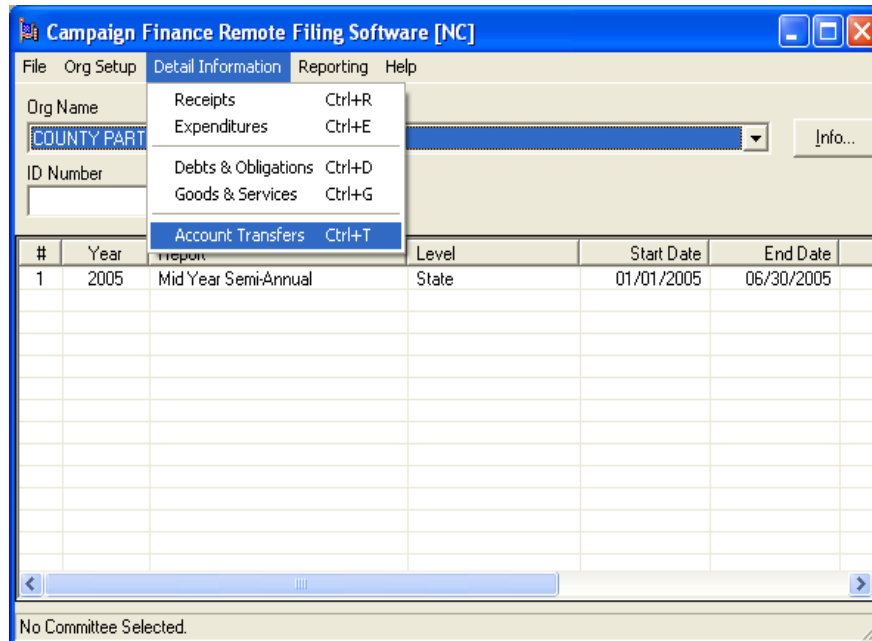 Campaign Finance Remote Filing Software [NC]
File Org Setup Detail Information Reporting Help
Org Name
COUNTY PART
Info...
ID Number
Receipts Ctrl+R
Expenditures Ctrl+E
Debts & Obligations Ctrl+D
Goods & Services Ctrl+G
Account Transfers Ctrl+T
# Year Report Level Start Date End Date
1 2005 Mid Year Semi-Annual State 01/01/2005 06/30/2005
No Committee Selected.